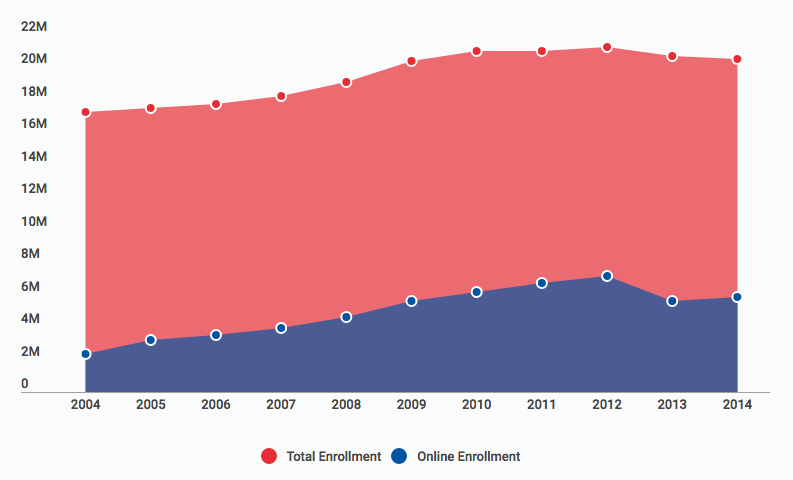 22M
20M
18M
16M
14M
12M
10M
8M
6M
4M
2M
0
2004 2005 2006 2007 2008 2009 2010 2011 2012 2013 2014
Total Enrollment Online Enrollment